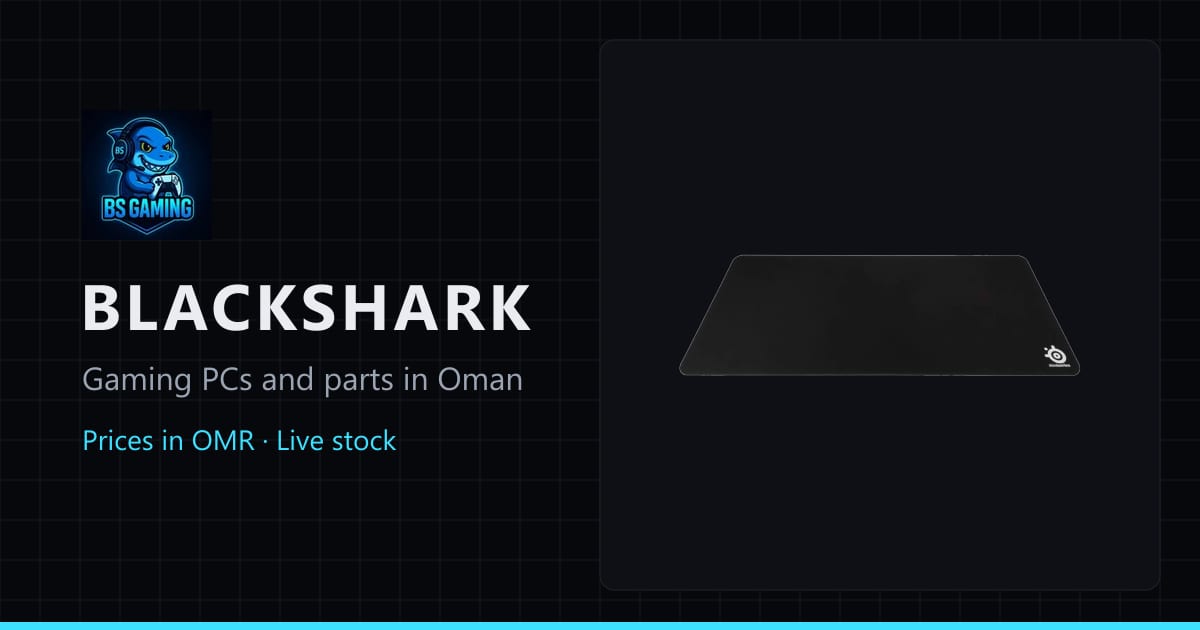 BS
BS GAMING
BLACKSHARK
Gaming PCs and parts in Oman
Prices in OMR · Live stock